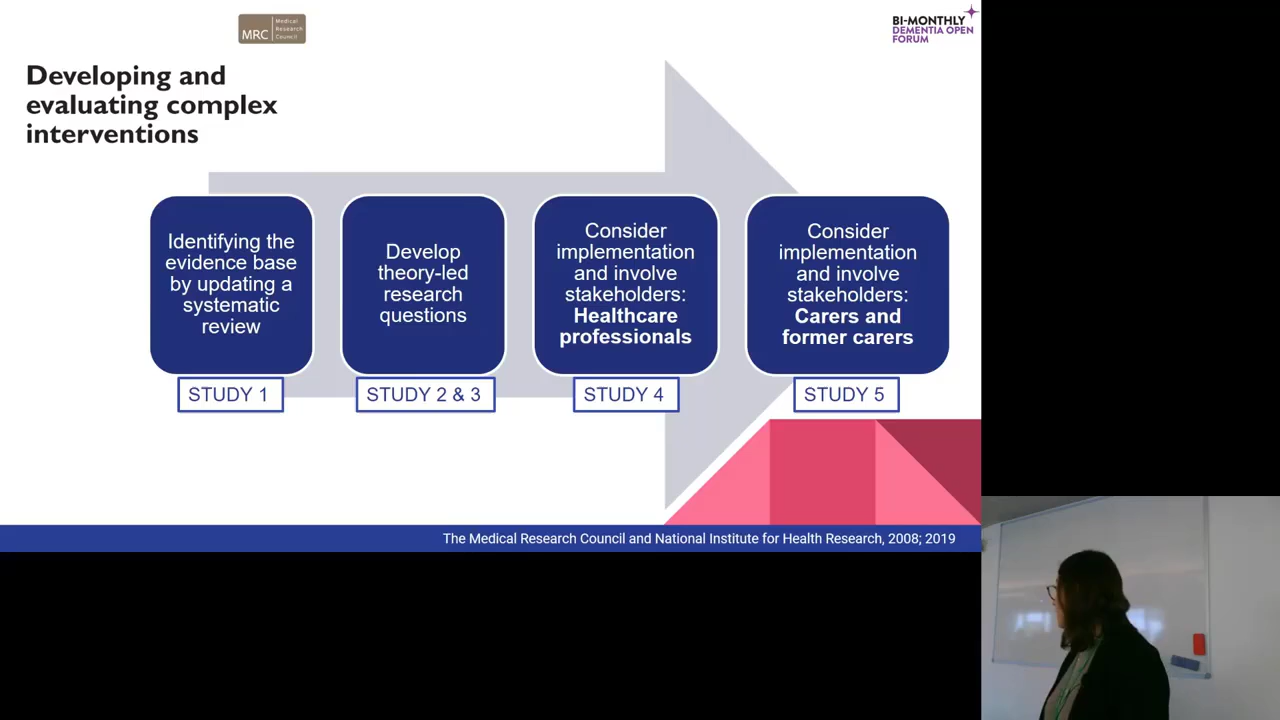 MRC
Medical
Research
Council
BI-MONTHLY
DEMENTIA OPEN
FORUM
Developing and
evaluating complex
interventions
Identifying the
evidence base
by updating a
systematic
review
STUDY 1
Develop
theory-led
research
questions
STUDY 2 & 3
Consider
implementation
and involve
stakeholders:
Healthcare
professionals
STUDY 4
Consider
implementation
and involve
stakeholders:
Carers and
former carers
STUDY 5
The Medical Research Council and National Institute for Health Research, 2008; 2019